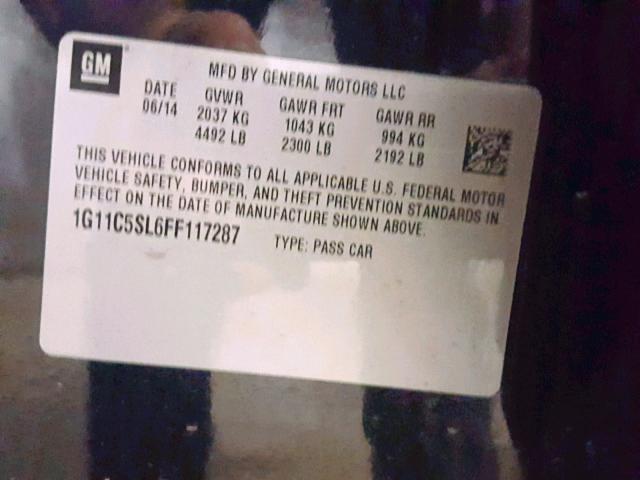 GM
MFD BY GENERAL MOTORS LLC
DATE GVWR GAWR FRT GAWR RR
06/14 2037 KG 1043 KG 994 KG
4492 LB 2300 LB 2192 LB
THIS VEHICLE CONFORMS TO ALL APPLICABLE U.S. FEDERAL MOTOR
VEHICLE SAFETY, BUMPER, AND THEFT PREVENTION STANDARDS IN
EFFECT ON THE DATE OF MANUFACTURE SHOWN ABOVE.
1G11C5SL6FF117287 TYPE: PASS CAR